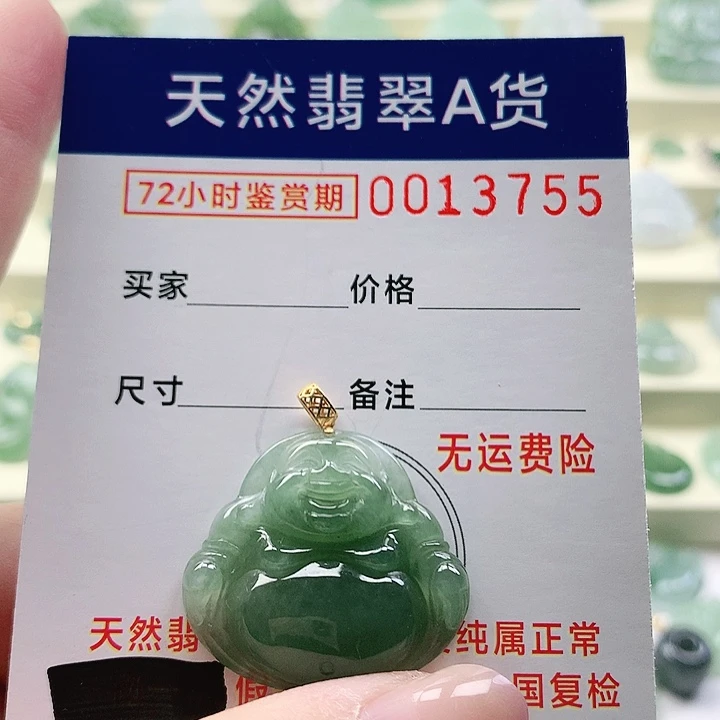 天然翡翠A货
72小时鉴赏期 0013755
买家 价格
尺寸 备注
无运费险
天然翡 纯属正常
假 国复检